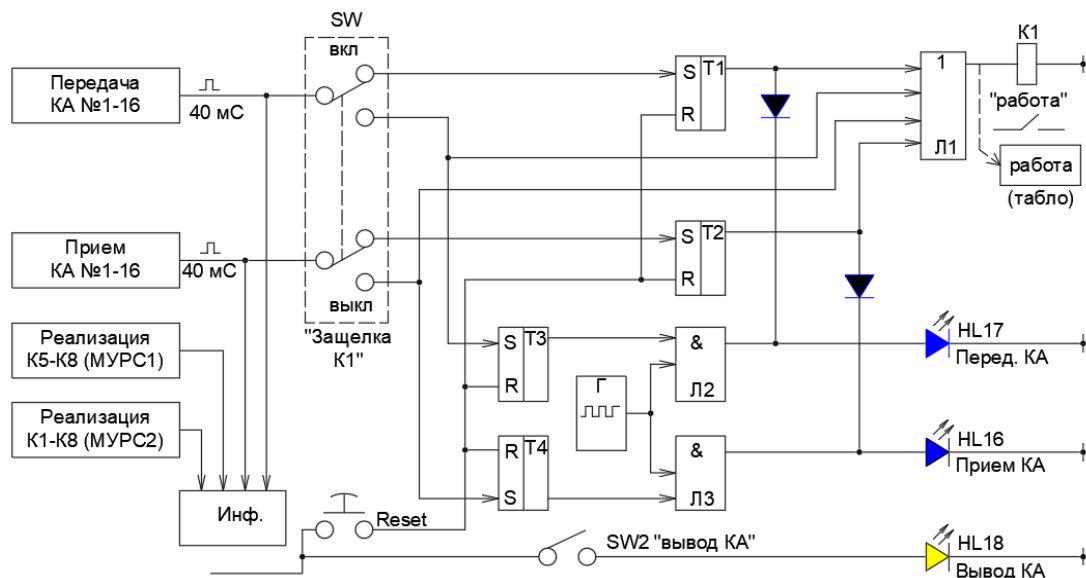 SW
вкл
Передача
КА №1-16
40 мС
S
T1
R
1
Л1
К1
"работа"
работа
(табло)
Прием
КА №1-16
40 мС
S
T2
R
выкл
"Защелка
К1"
Реализация
К5-К8 (МУРС1)
Реализация
К1-К8 (МУРС2)
S
T3
R
Г
&
Л2
HL17
Перед. КА
R
T4
S
&
Л3
HL16
Прием КА
Инф.
Reset
SW2 "вывод КА"
HL18
Вывод КА